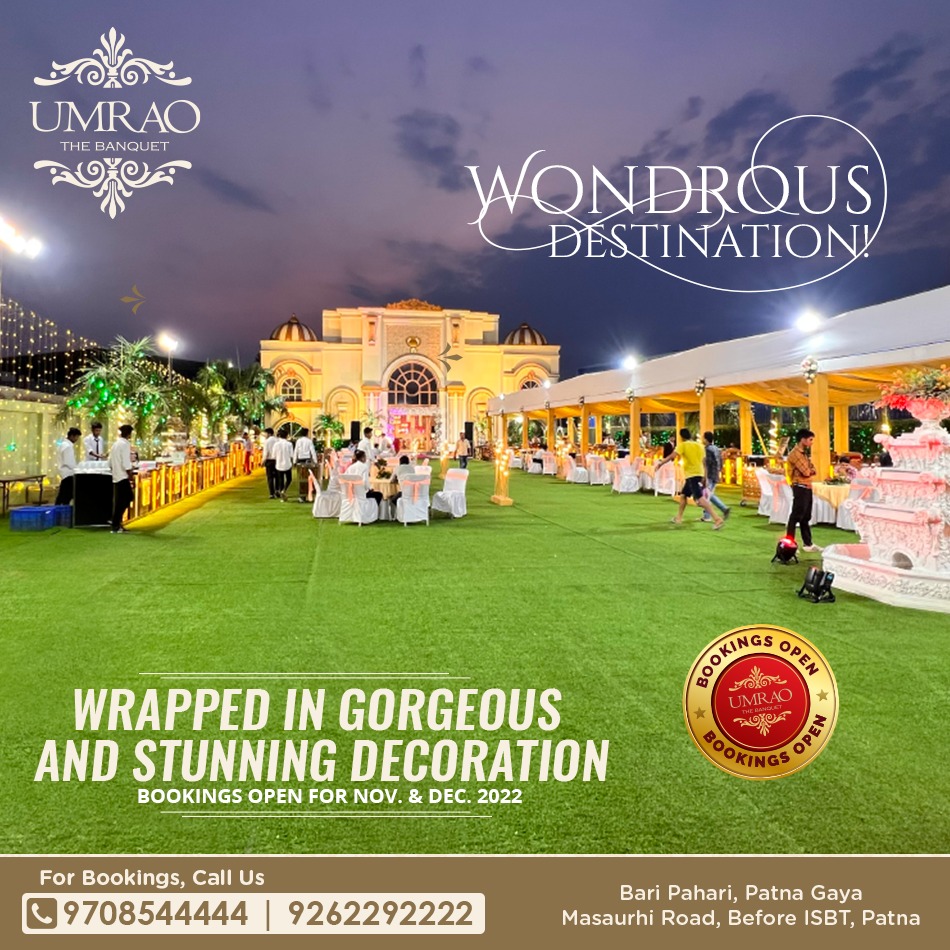 UMRAO
THE BANQUET
WONDROUS
DESTINATION!
WRAPPED IN GORGEOUS
AND STUNNING DECORATION
BOOKINGS OPEN FOR NOV. & DEC. 2022
BOOKINGS OPEN
UMRAO
THE BANQUET
BOOKINGS OPEN
For Bookings, Call Us
9708544444 | 9262292222
Bari Pahari, Patna Gaya
Masaurhi Road, Before ISBT, Patna